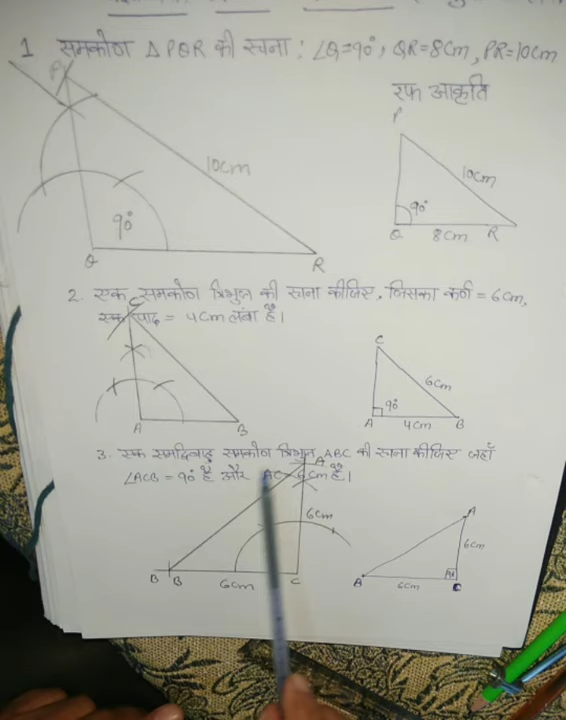 1 समकोण △PQR की रचना : ∠Q=90°, QR=8cm, PR=10cm
रफ आकृति
P
10cm
90°
Q
R
P
10cm
90°
Q 8cm R
2. एक समकोण त्रिभुज की रचना कीजिए, जिसका कर्ण = 6cm,
एक पाद = 4cm लंबा है।
C
A
B
C
6cm
90°
A 4cm B
3. एक समद्विबाहु समकोण त्रिभुज ABC की रचना कीजिए जहाँ
∠ACB = 90° है और AC = 6cm है।
A
6cm
B B 6cm C
A
6cm
B 6cm C